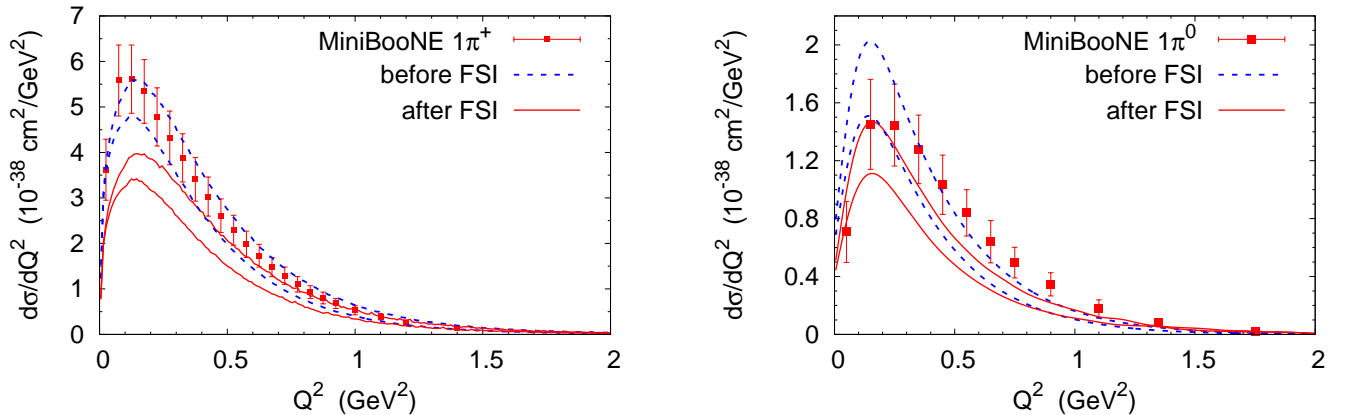 dσ/dQ² (10⁻³⁸ cm²/GeV²)
7
6
5
4
3
2
1
0
MiniBooNE 1π⁺
before FSI
after FSI
0 0.5 1 1.5 2
Q² (GeV²)
dσ/dQ² (10⁻³⁸ cm²/GeV²)
2
1.6
1.2
0.8
0.4
0
MiniBooNE 1π⁰
before FSI
after FSI
0 0.5 1 1.5 2
Q² (GeV²)